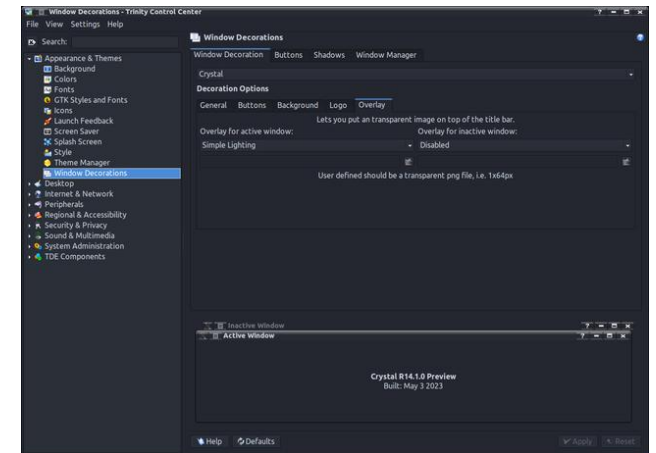 Window Decorations - Trinity Control Center
File View Settings Help
Search:
Appearance & Themes
Background
Colors
Fonts
GTK Styles and Fonts
Icons
Launch Feedback
Screen Saver
Splash Screen
Style
Theme Manager
Window Decorations
Desktop
Internet & Network
Peripherals
Regional & Accessibility
Security & Privacy
Sound & Multimedia
System Administration
TDE Components
Window Decorations
Window Decoration Buttons Shadows Window Manager
Crystal
Decoration Options
General Buttons Background Logo Overlay
Lets you put an transparent image on top of the title bar.
Overlay for active window: Overlay for inactive window:
Simple Lighting Disabled
User defined should be a transparent png file, i.e. 1x64px
Inactive Window
Active Window
Crystal R14.1.0 Preview
Built: May 3 2023
Help Defaults Apply Reset